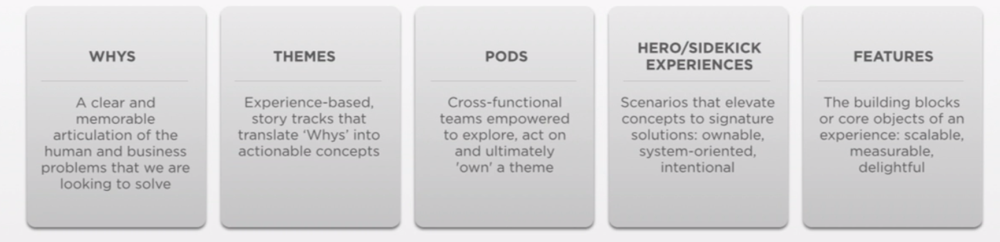 WHYS
A clear and
memorable
articulation of the
human and business
problems that we are
looking to solve
THEMES
Experience-based,
story tracks that
translate ‘Whys’ into
actionable concepts
PODS
Cross-functional
teams empowered
to explore, act on
and ultimately
'own' a theme
HERO/SIDEKICK
EXPERIENCES
Scenarios that elevate
concepts to signature
solutions: ownable,
system-oriented,
intentional
FEATURES
The building blocks
or core objects of an
experience: scalable,
measurable,
delightful